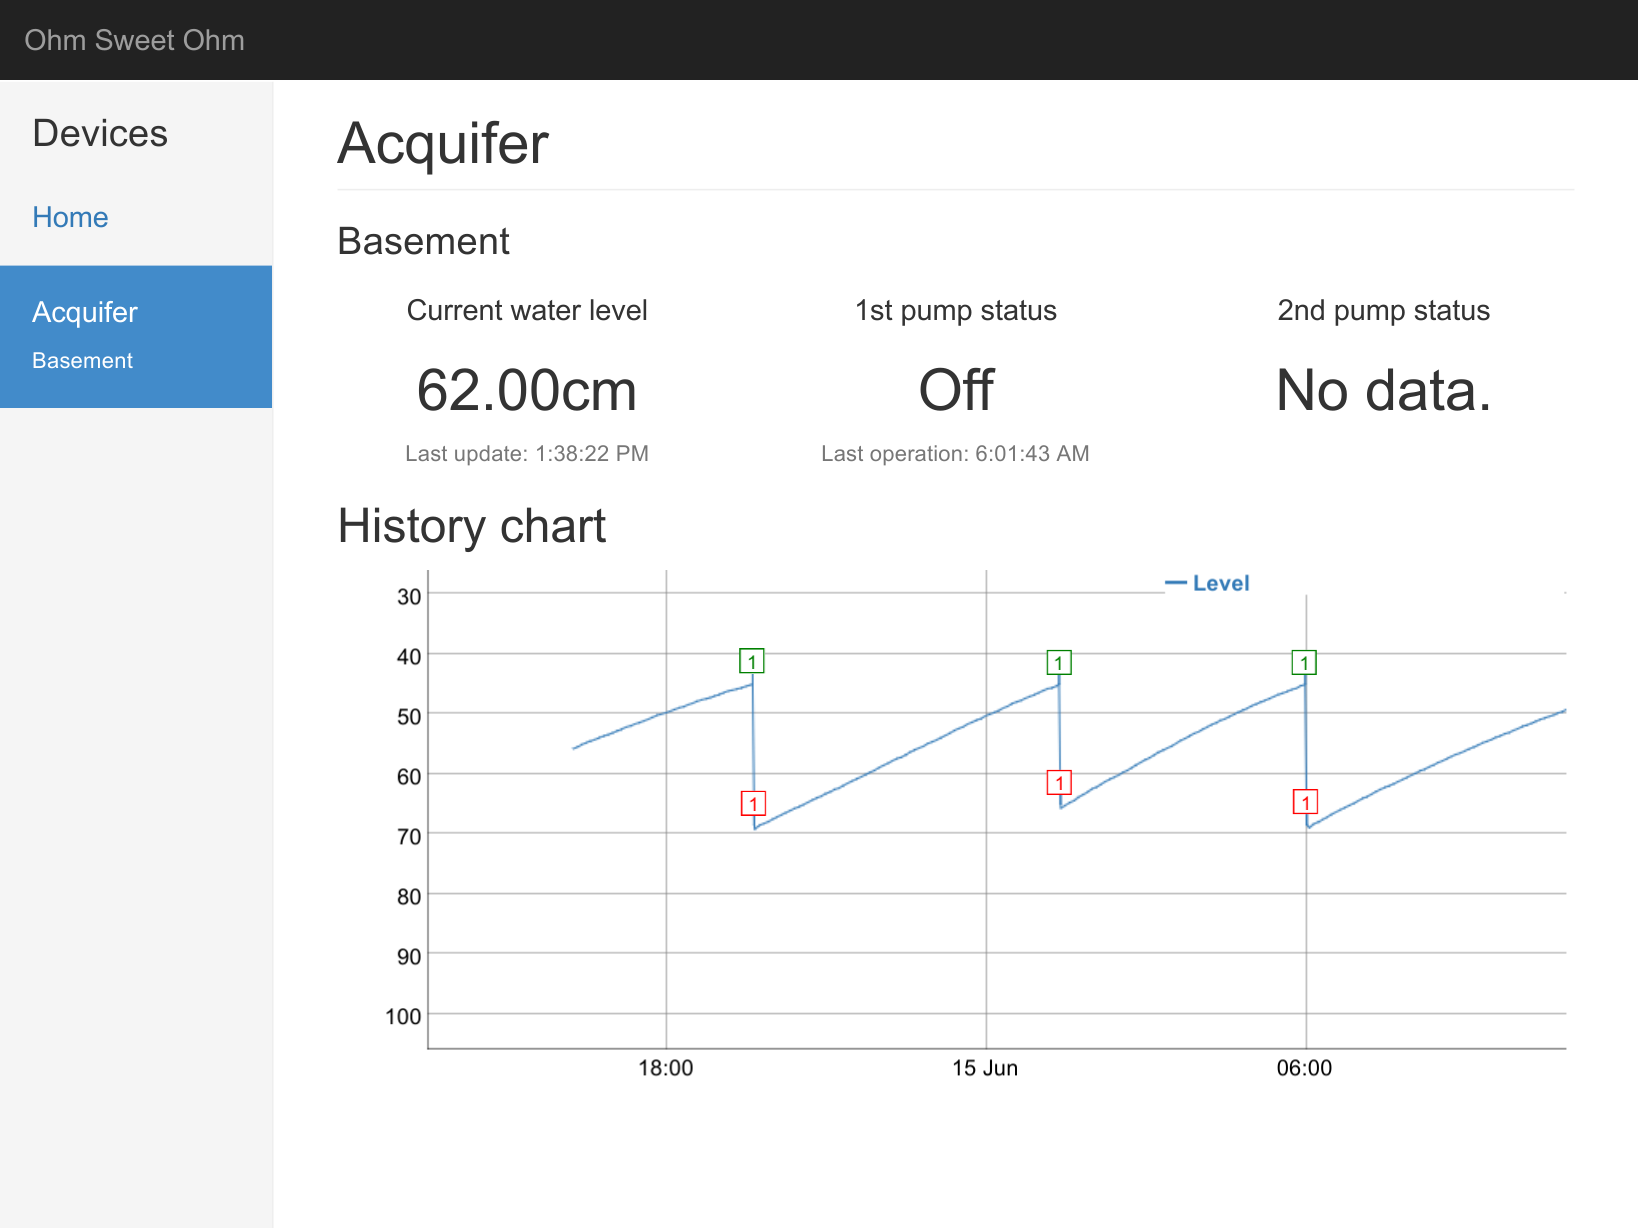 Ohm Sweet Ohm
Devices
Home
Acquifer
Basement
Acquifer
Basement
Current water level
1st pump status
2nd pump status
62.00cm
Off
No data.
Last update: 1:38:22 PM
Last operation: 6:01:43 AM
History chart
Level
30
40
50
60
70
80
90
100
1
1
1
1
1
1
18:00
15 Jun
06:00